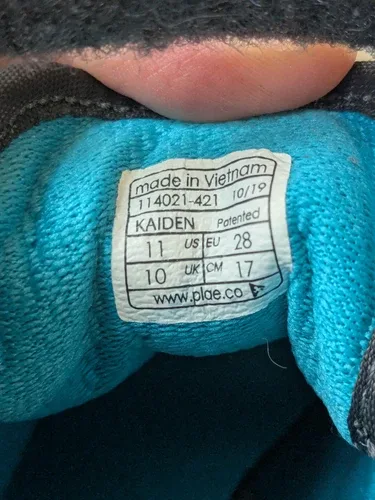 made in Vietnam
114021-421 10/19
KAIDEN Patented
11 US EU 28
10 UK CM 17
www.plae.co